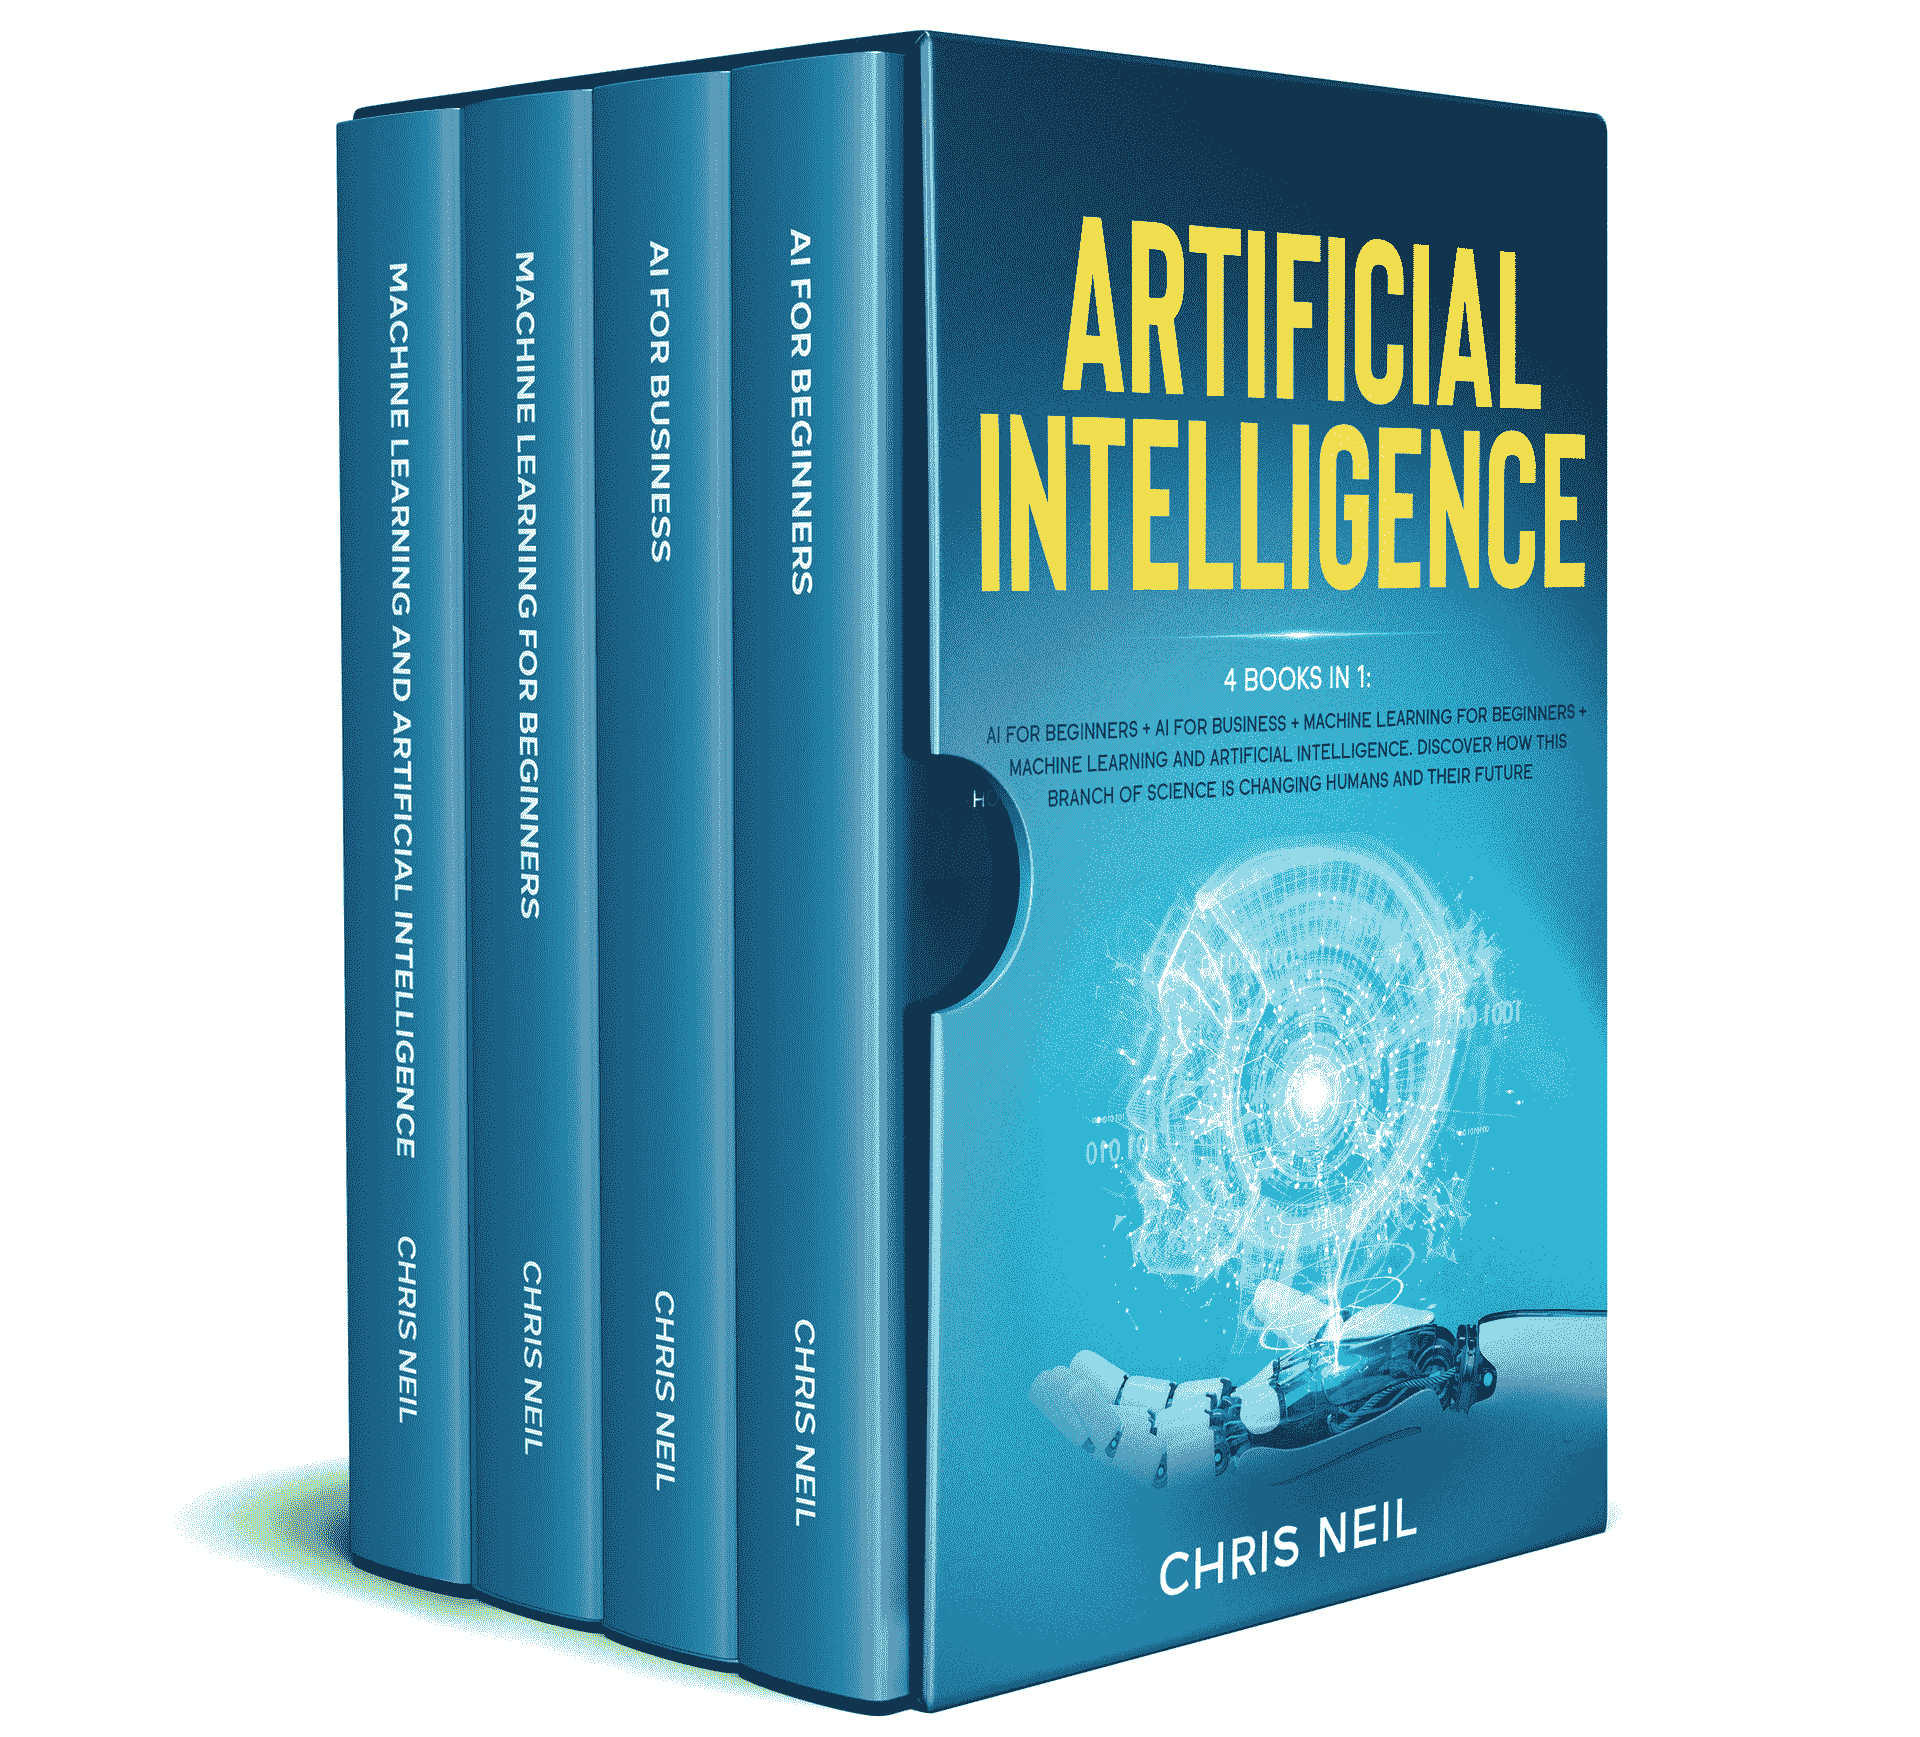 MACHINE LEARNING AND ARTIFICIAL INTELLIGENCE
CHRIS NEIL
MACHINE LEARNING FOR BEGINNERS
CHRIS NEIL
AI FOR BUSINESS
CHRIS NEIL
AI FOR BEGINNERS
CHRIS NEIL
ARTIFICIAL
INTELLIGENCE
4 BOOKS IN 1:
AI FOR BEGINNERS + AI FOR BUSINESS + MACHINE LEARNING FOR BEGINNERS +
MACHINE LEARNING AND ARTIFICIAL INTELLIGENCE. DISCOVER HOW THIS
BRANCH OF SCIENCE IS CHANGING HUMANS AND THEIR FUTURE
CHRIS NEIL